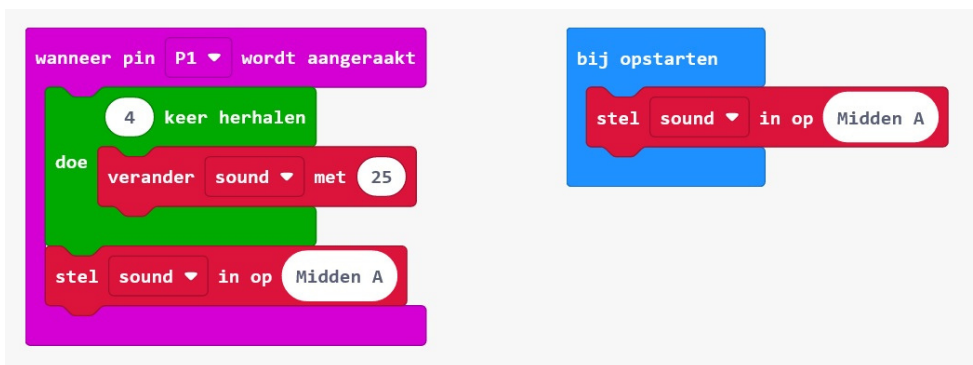 wanneer pin P1 wordt aangeraakt
4 keer herhalen
doe
verander sound met 25
stel sound in op Midden A
bij opstarten
stel sound in op Midden A